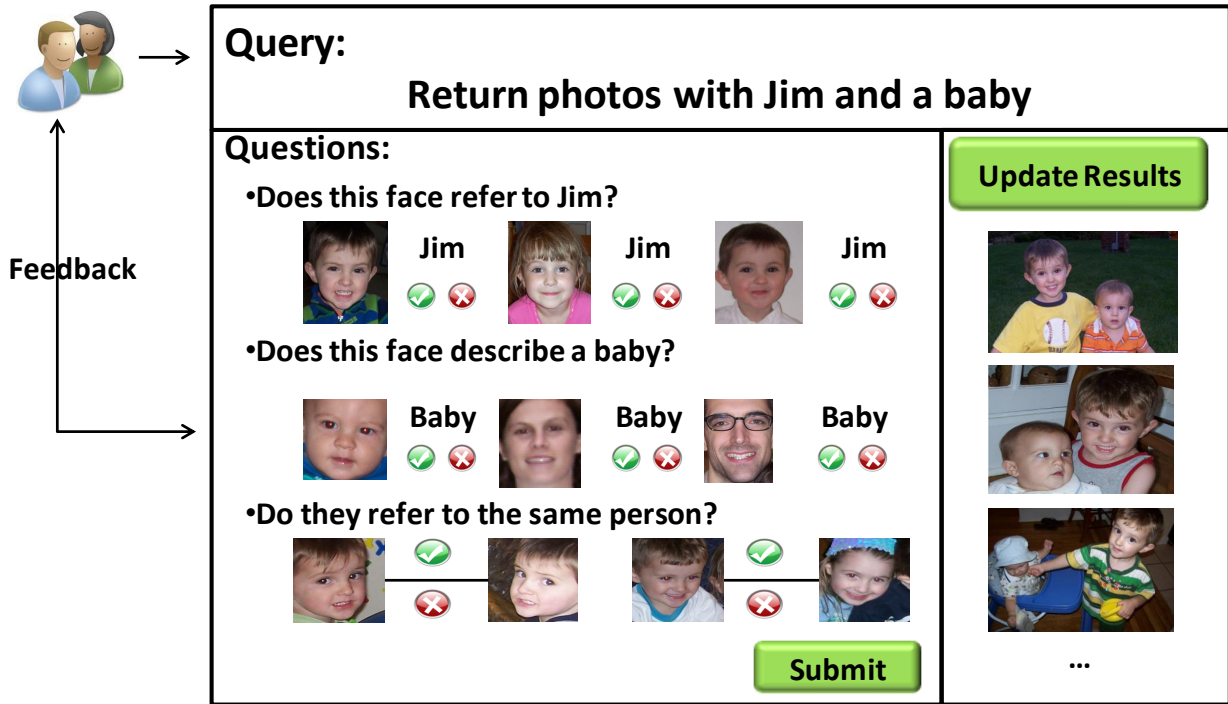 Query:
Return photos with Jim and a baby
Feedback
Questions:
•Does this face refer to Jim?
Jim
Jim
Jim
•Does this face describe a baby?
Baby
Baby
Baby
•Do they refer to the same person?
Submit
Update Results
...